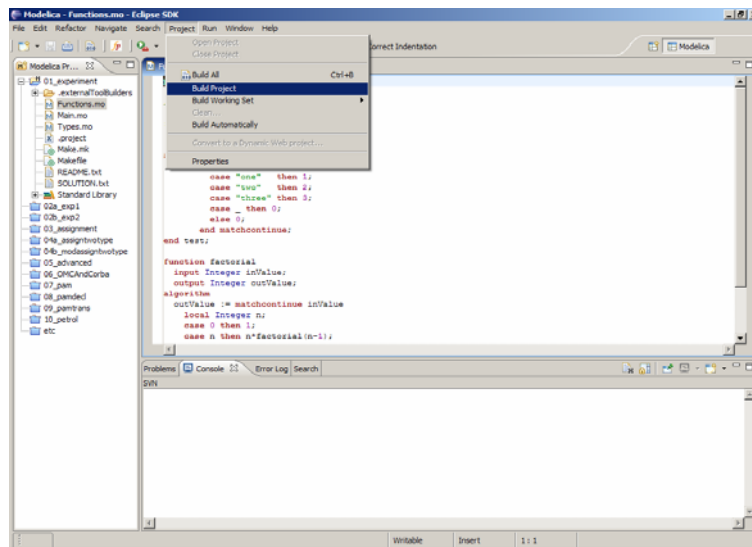 Modelica - Functions.mo - Eclipse SDK
File Edit Refactor Navigate Search Project Run Window Help
Correct Indentation
Modelica
Modelica Pr...
Open Project
Close Project
Build All Ctrl+B
Build Project
Build Working Set
Clean...
Build Automatically
Convert to a Dynamic Web project...
Properties
01_experiment
.externalToolBuilders
Functions.mo
Main.mo
Types.mo
.project
Make.mk
Makefile
README.txt
SOLUTION.txt
Standard Library
02a_exp1
02b_exp2
03_assignment
04a_assigntwotype
04b_modassigntwotype
05_advanced
06_OMCAndCorba
07_pam
08_pamdecl
09_pamtrans
10_petrol
etc
case "one" then 1;
case "two" then 2;
case "three" then 3;
case _ then 0;
else 0;
end matchcontinue;
end test;
function factorial
input Integer inValue;
output Integer outValue;
algorithm
outValue := matchcontinue inValue
local Integer n;
case 0 then 1;
case n then n*factorial(n-1);
Problems Console Error Log Search
SVN
Writable Insert 1 : 1